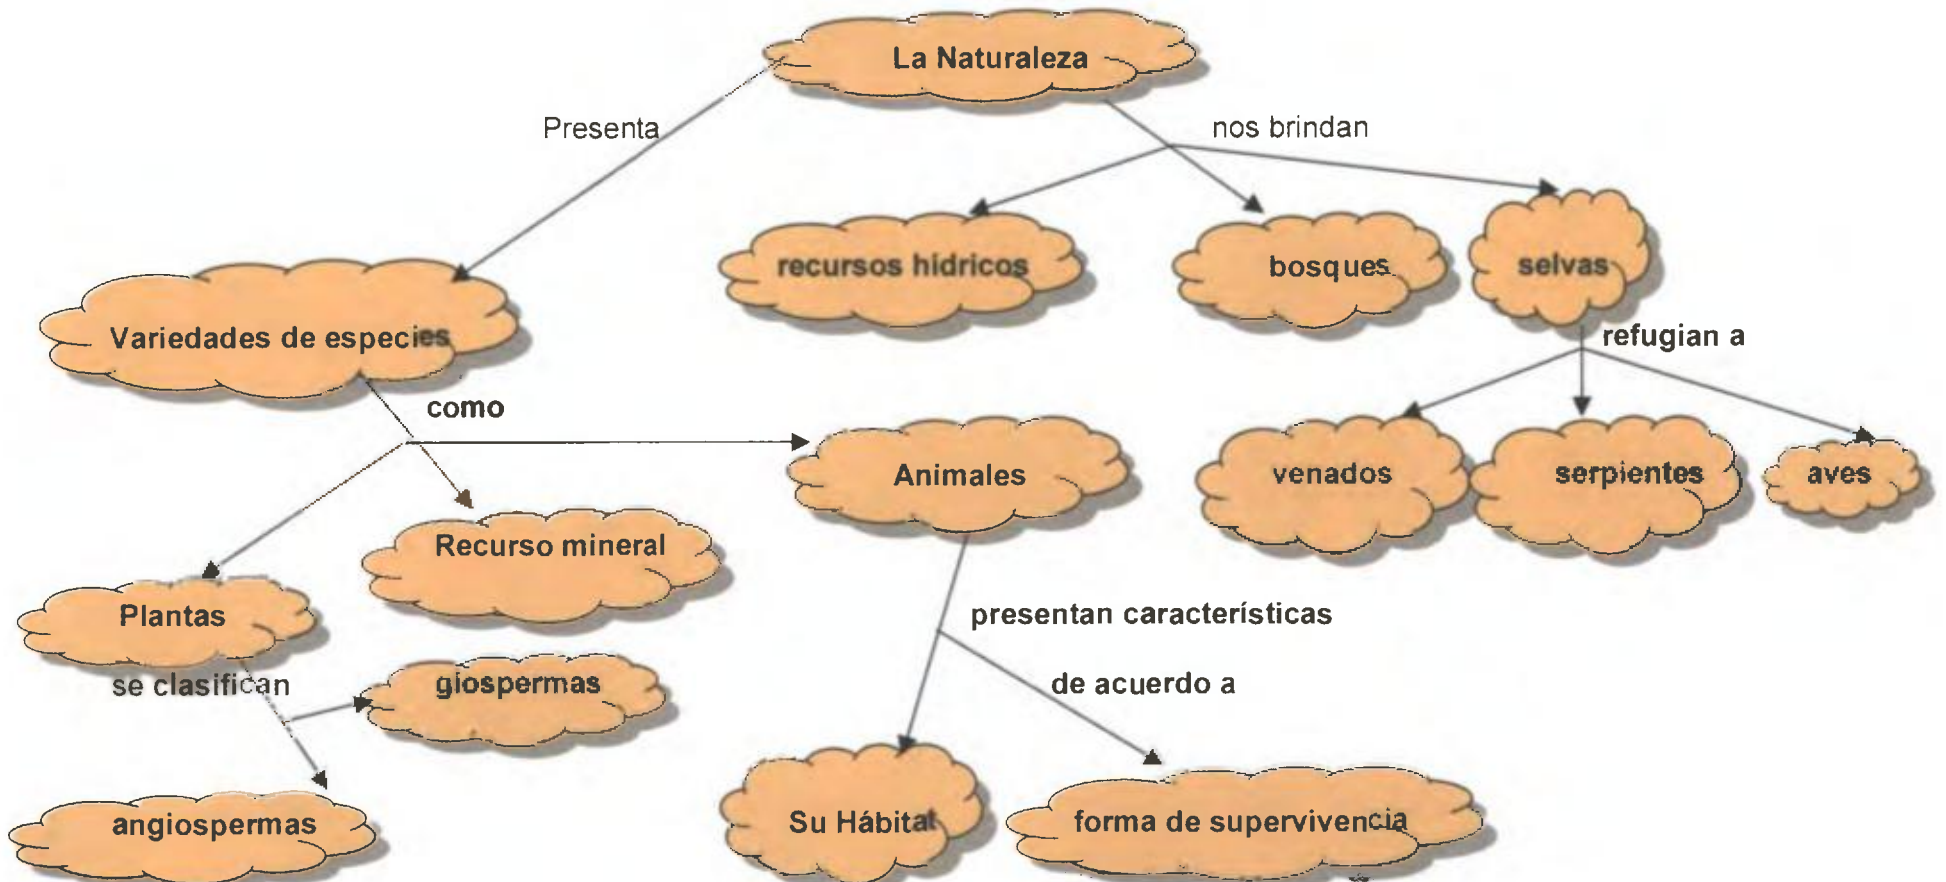 La Naturaleza
Presenta
nos brindan
recursos hídricos
bosques
selvas
Variedades de especies
refugian a
como
Animales
venados
serpientes
aves
Recurso mineral
Plantas
presentan características
se clasifican
giospermas
de acuerdo a
angiospermas
Su Hábitat
forma de supervivencia